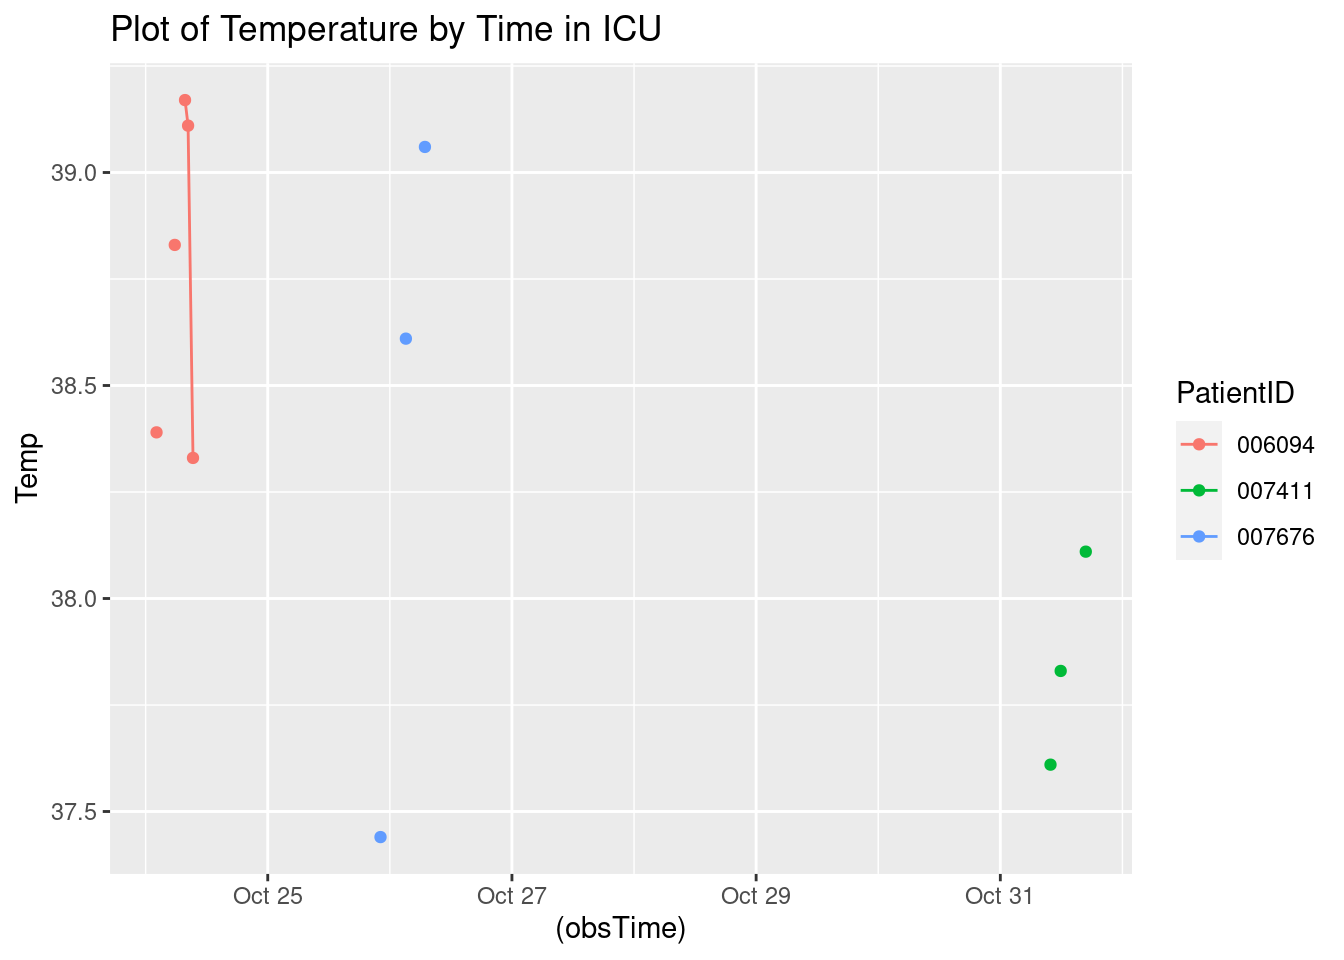 Plot of Temperature by Time in ICU
39.0
38.5
38.0
37.5
Temp
Oct 25
Oct 27
Oct 29
Oct 31
(obsTime)
PatientID
006094
007411
007676